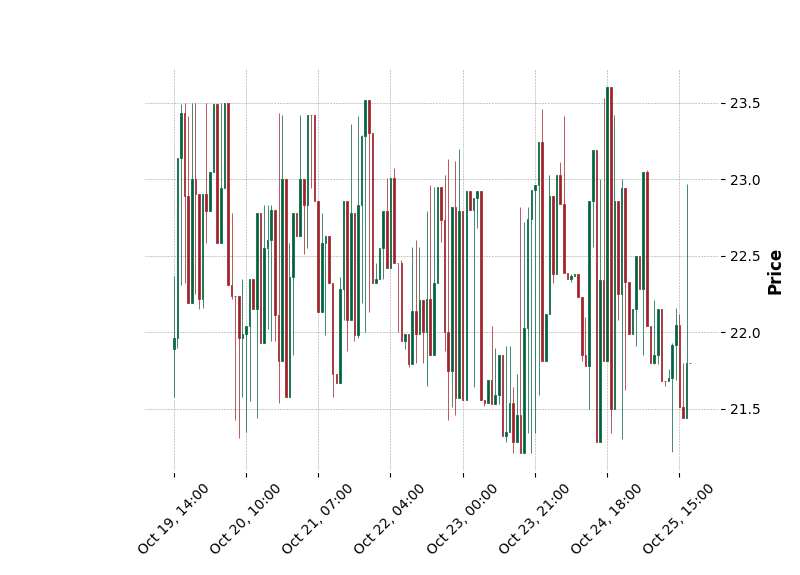 23.5
23.0
22.5
22.0
21.5
Price
Oct 19, 14:00
Oct 20, 10:00
Oct 21, 07:00
Oct 22, 04:00
Oct 23, 00:00
Oct 23, 21:00
Oct 24, 18:00
Oct 25, 15:00